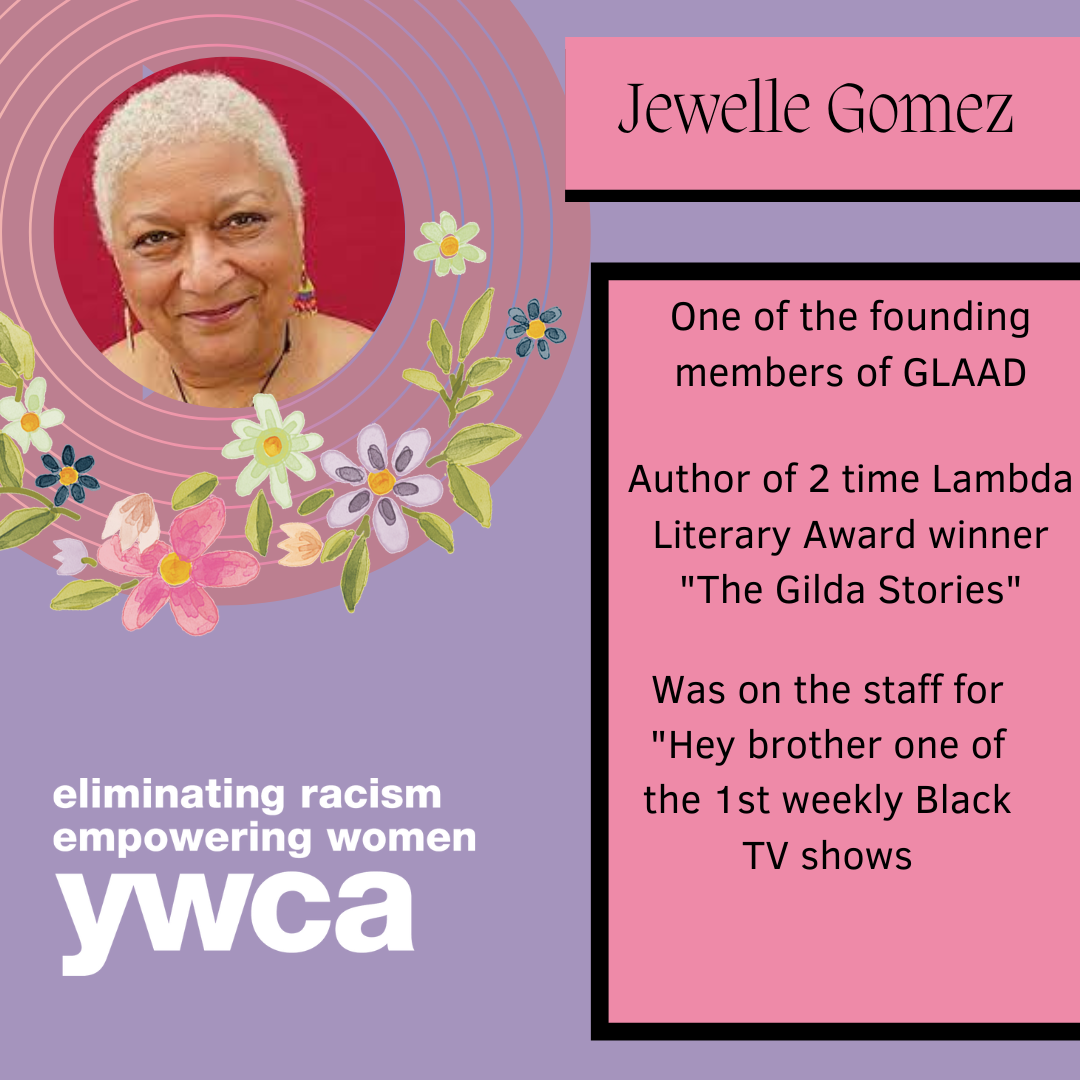 Jewelle Gomez
One of the founding
members of GLAAD
Author of 2 time Lambda
Literary Award winner
"The Gilda Stories"
Was on the staff for
"Hey brother one of
the 1st weekly Black
TV shows
eliminating racism
empowering women
ywca